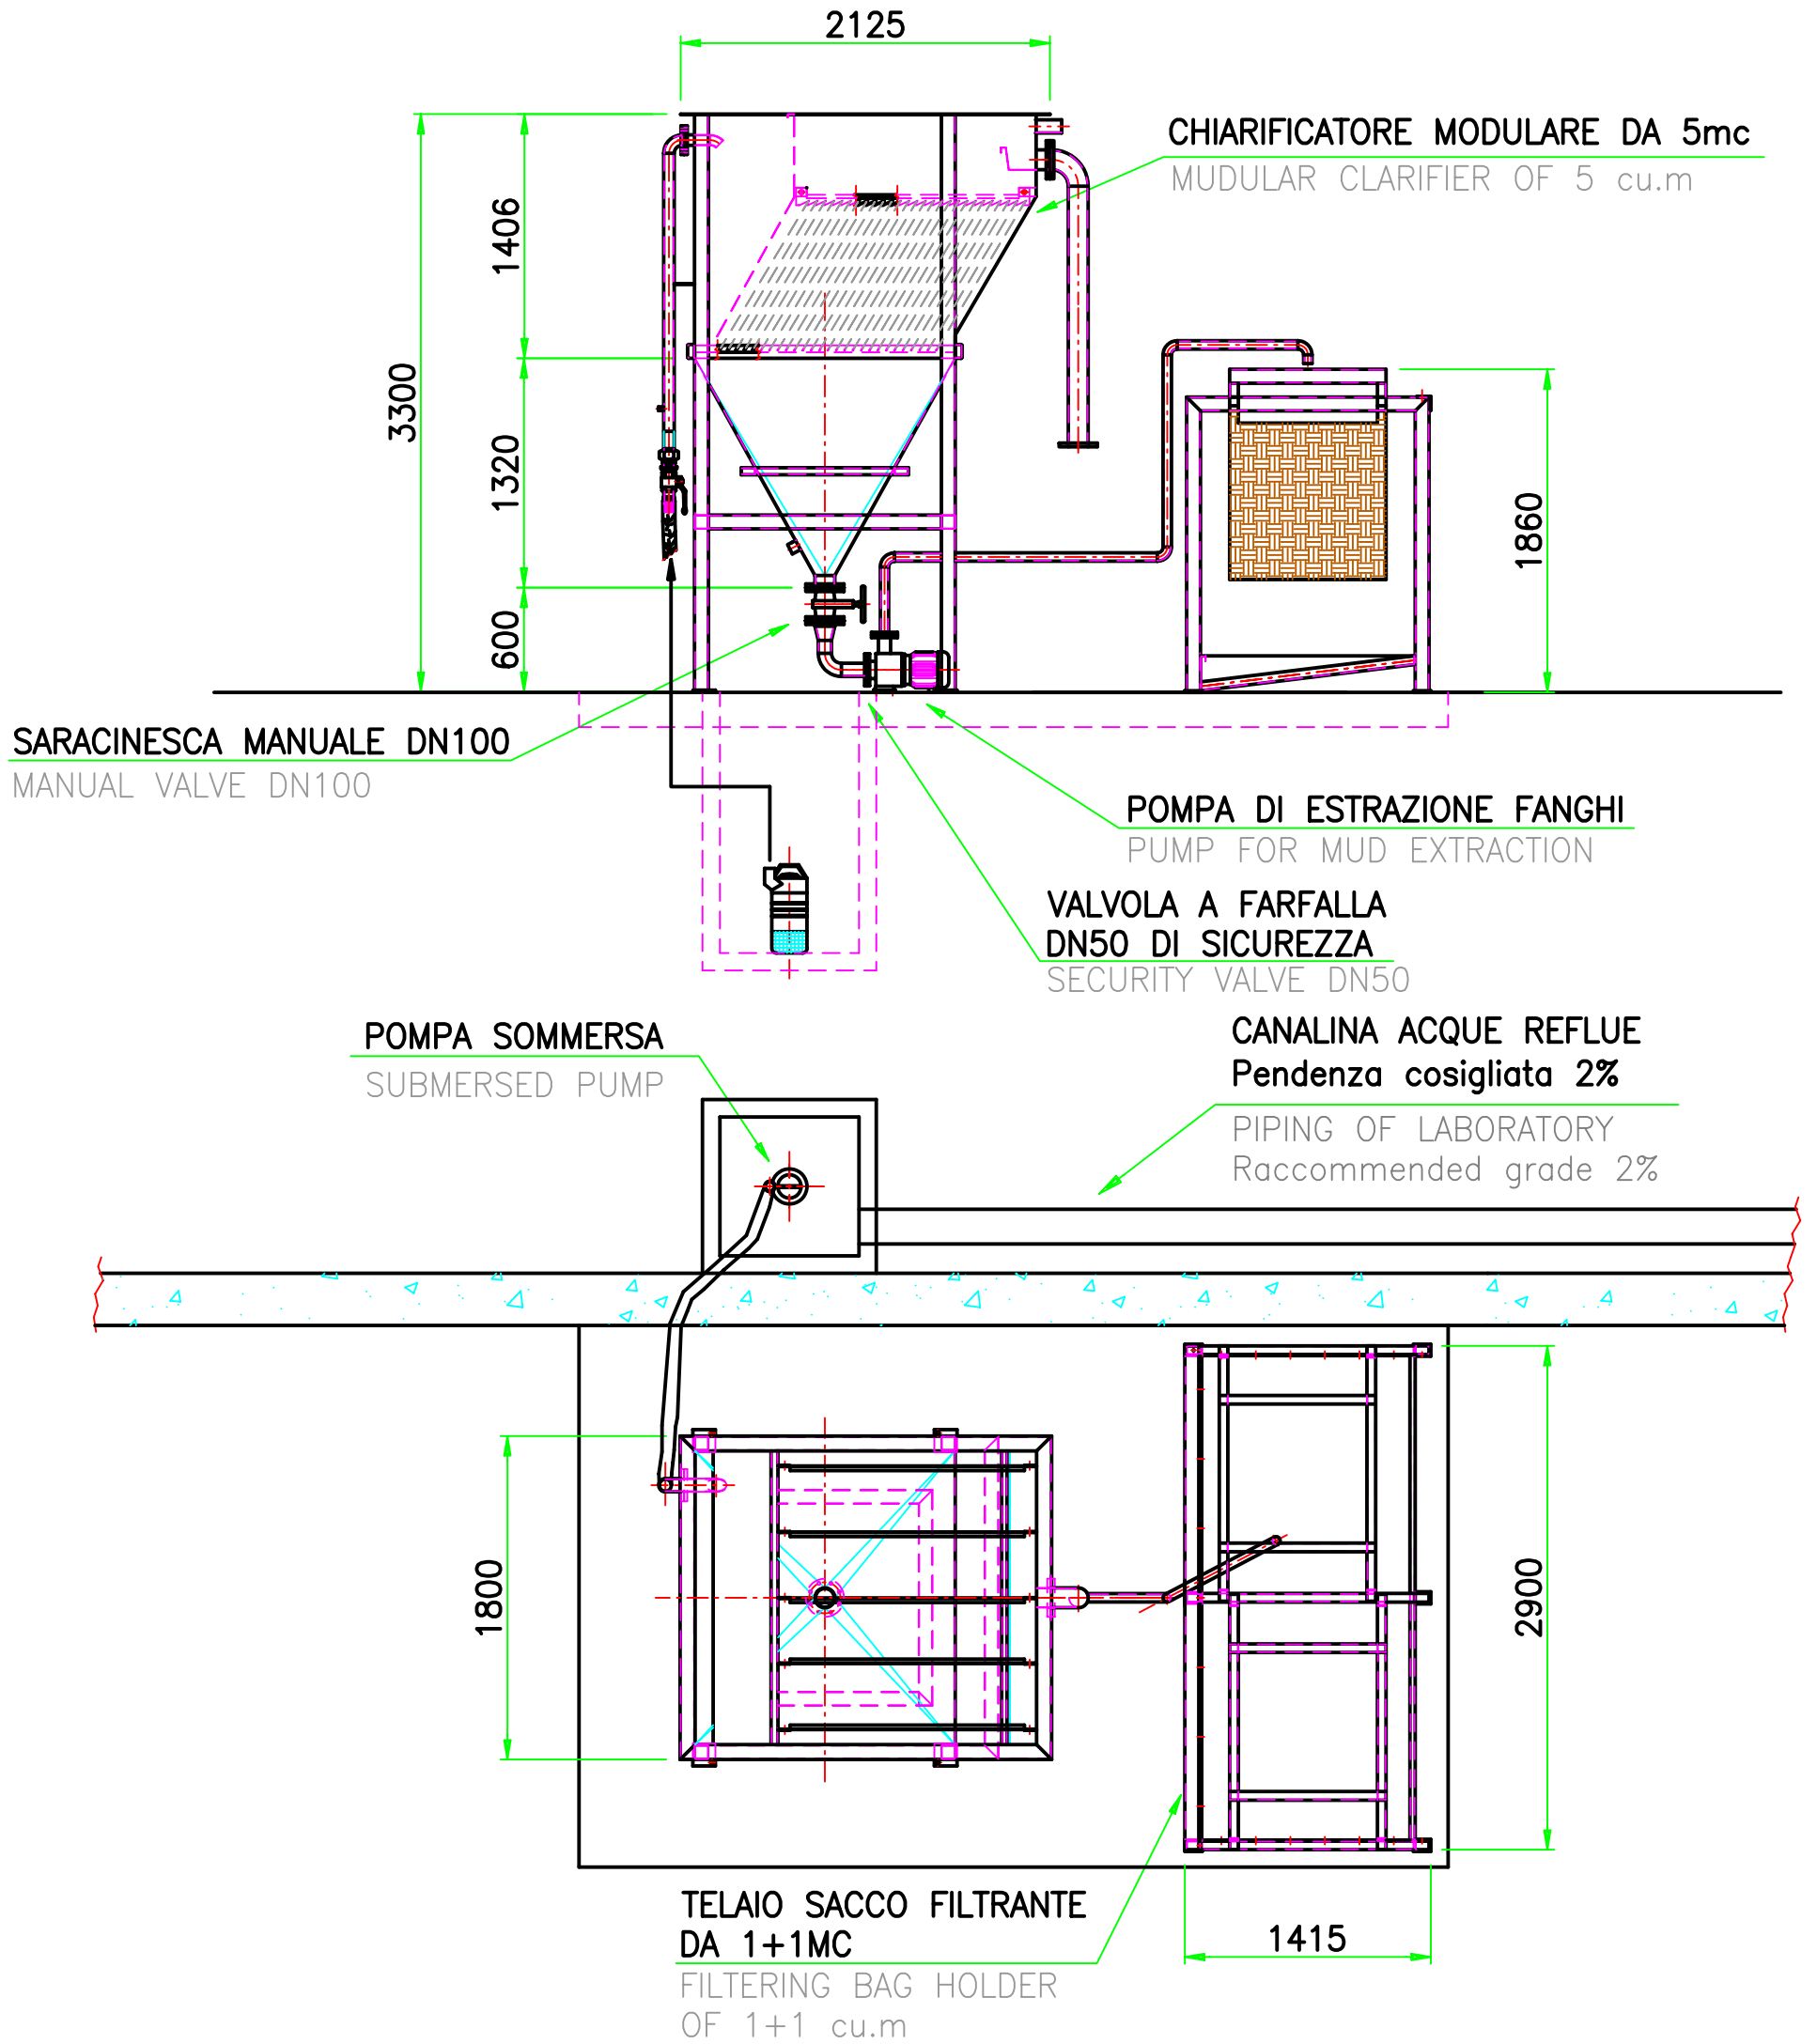 2125
CHIARIFICATORE MODULARE DA 5mc
MUDULAR CLARIFIER OF 5 cu.m
1406
3300
1320
1860
600
SARACINESCA MANUALE DN100
MANUAL VALVE DN100
POMPA DI ESTRAZIONE FANGHI
PUMP FOR MUD EXTRACTION
VALVOLA A FARFALLA
DN50 DI SICUREZZA
SECURITY VALVE DN50
POMPA SOMMERSA
SUBMERSED PUMP
CANALINA ACQUE REFLUE
Pendenza cosigliata 2%
PIPING OF LABORATORY
Raccommended grade 2%
1800
2900
TELAIO SACCO FILTRANTE
DA 1+1MC
FILTERING BAG HOLDER
OF 1+1 cu.m
1415